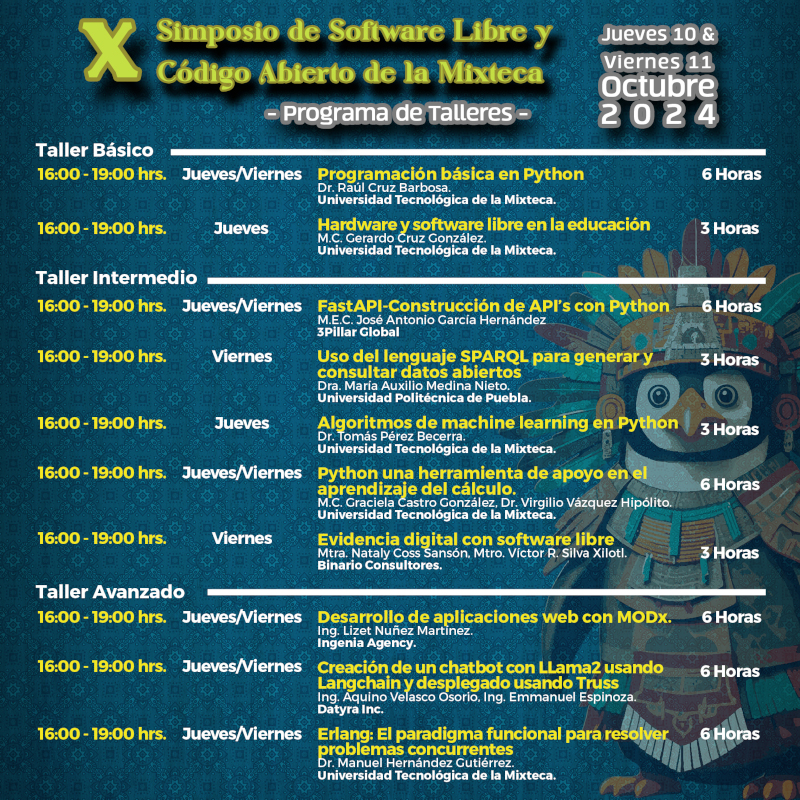 X
Simposio de Software Libre y
Código Abierto de la Mixteca
- Programa de Talleres -
Jueves 10 &
Viernes 11
Octubre
2024
Taller Básico
16:00 - 19:00 hrs. Jueves/Viernes Programación básica en Python 6 Horas
Dr. Raúl Cruz Barbosa.
Universidad Tecnológica de la Mixteca.
16:00 - 19:00 hrs. Jueves Hardware y software libre en la educación 3 Horas
M.C. Gerardo Cruz González.
Universidad Tecnológica de la Mixteca.
Taller Intermedio
16:00 - 19:00 hrs. Jueves/Viernes FastAPI-Construcción de API's con Python 6 Horas
M.E.C. José Antonio García Hernández
3Pillar Global
16:00 - 19:00 hrs. Viernes Uso del lenguaje SPARQL para generar y 3 Horas
consultar datos abiertos
Dra. María Auxilio Medina Nieto.
Universidad Politécnica de Puebla.
16:00 - 19:00 hrs. Jueves Algoritmos de machine learning en Python 3 Horas
Dr. Tomás Pérez Becerra.
Universidad Tecnológica de la Mixteca.
16:00 - 19:00 hrs. Jueves/Viernes Python una herramienta de apoyo en el 6 Horas
aprendizaje del cálculo.
M.C. Graciela Castro González, Dr. Virgilio Vázquez Hipólito.
Universidad Tecnológica de la Mixteca.
16:00 - 19:00 hrs. Viernes Evidencia digital con software libre 3 Horas
Mtra. Nataly Coss Sansón, Mtro. Víctor R. Silva Xilotl.
Binario Consultores.
Taller Avanzado
16:00 - 19:00 hrs. Jueves/Viernes Desarrollo de aplicaciones web con MODx. 6 Horas
Ing. Lizet Nuñez Martínez.
Ingenia Agency.
16:00 - 19:00 hrs. Jueves/Viernes Creación de un chatbot con LLama2 usando 6 Horas
Langchain y desplegado usando Truss
Ing. Aquino Velasco Osorio, Ing. Emmanuel Espinoza.
Datyra Inc.
16:00 - 19:00 hrs. Jueves/Viernes Erlang: El paradigma funcional para resolver 6 Horas
problemas concurrentes
Dr. Manuel Hernández Gutiérrez.
Universidad Tecnológica de la Mixteca.